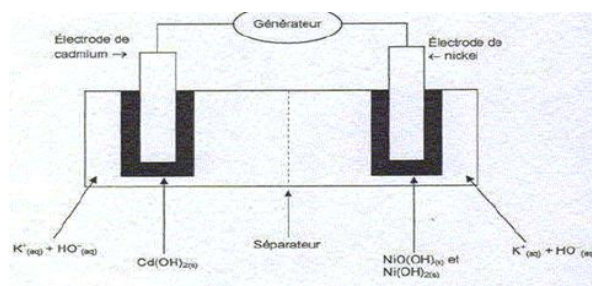 Générateur
Électrode de
cadmium
Électrode de
nickel
K⁺(aq) + HO⁻(aq)
Cd(OH)₂(s)
Séparateur
NiO(OH)(s) et
Ni(OH)₂(s)
K⁺(aq) + HO⁻(aq)